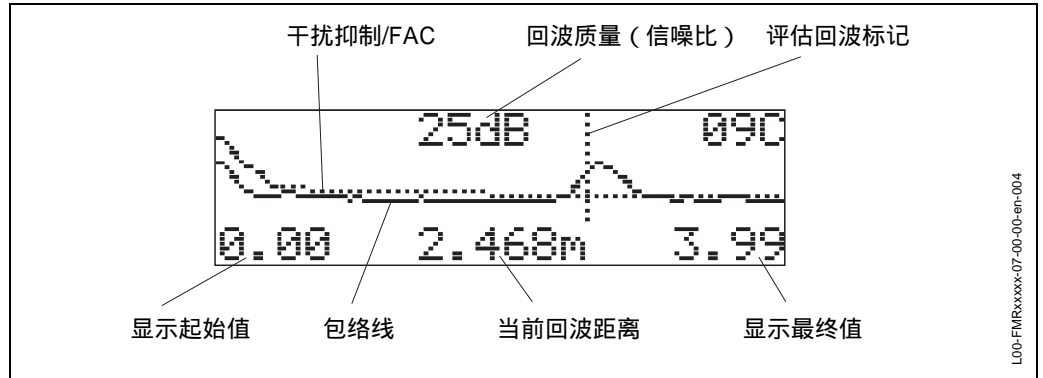 干扰抑制/FAC 回波质量（信噪比） 评估回波标记
25dB 09C
0.00 2.468m 3.99
显示起始值 包络线 当前回波距离 显示最终值
L00-FMRxxxxx-07-00-00-en-004